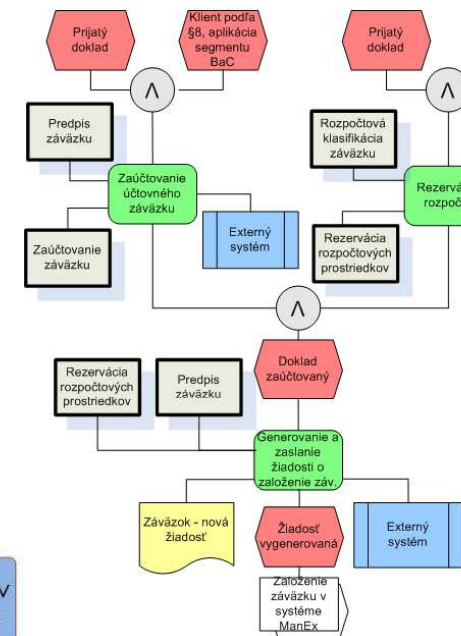 Prijatý
doklad
Klient podľa
§8, aplikácia
segmentu
BaC
Prijatý
doklad
Λ
Λ
Predpis
záväzku
Rozpočtová
klasifikácia
záväzku
Zaúčtovanie
účtovného
záväzku
Zaúčtovanie
záväzku
Externý
systém
Rezervácia
rozpočtových
prostriedkov
Λ
Doklad
zaúčtovaný
Rezervácia
rozpočtových
prostriedkov
Predpis
záväzku
Generovanie a
zaslanie
žiadosti o
založenie záv.
Záväzok - nová
žiadosť
Žiadosť
vygenerovaná
Externý
systém
Založenie
záväzku v
systéme
ManEx